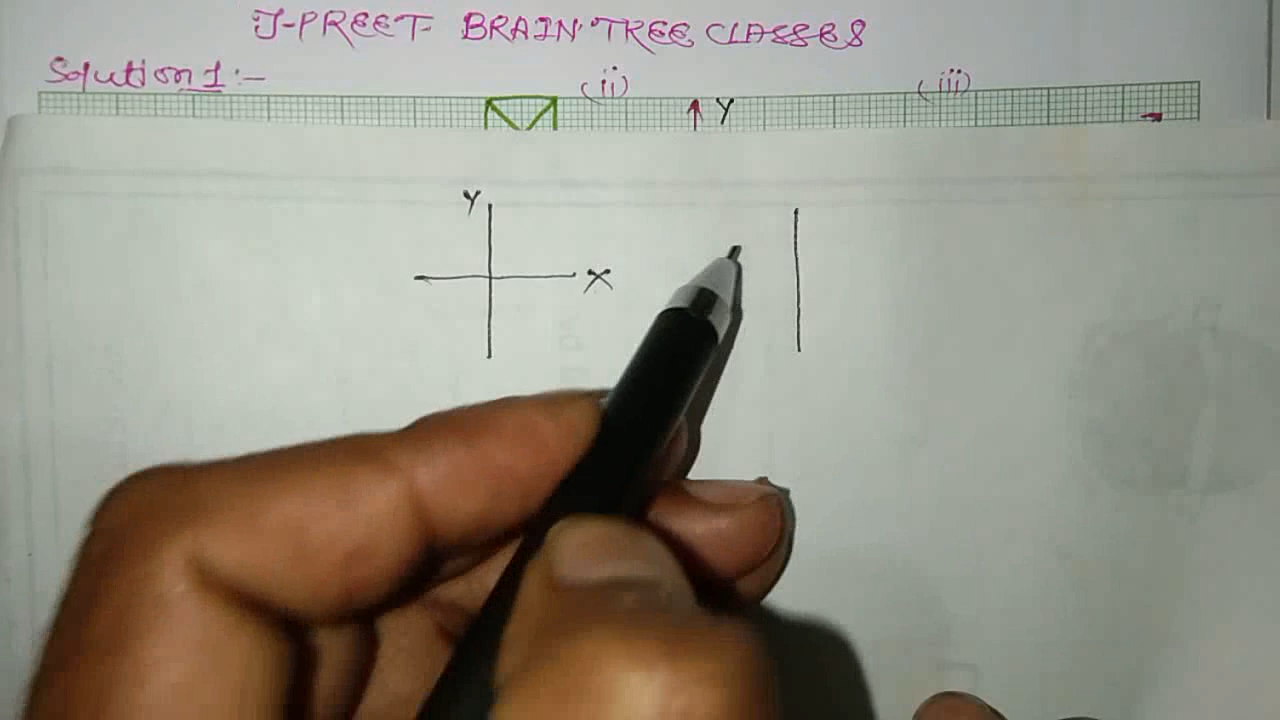 J-PREET BRAIN TREE CLASSES
Solution 1:-
(ii)
(iii)
Y
Y
X